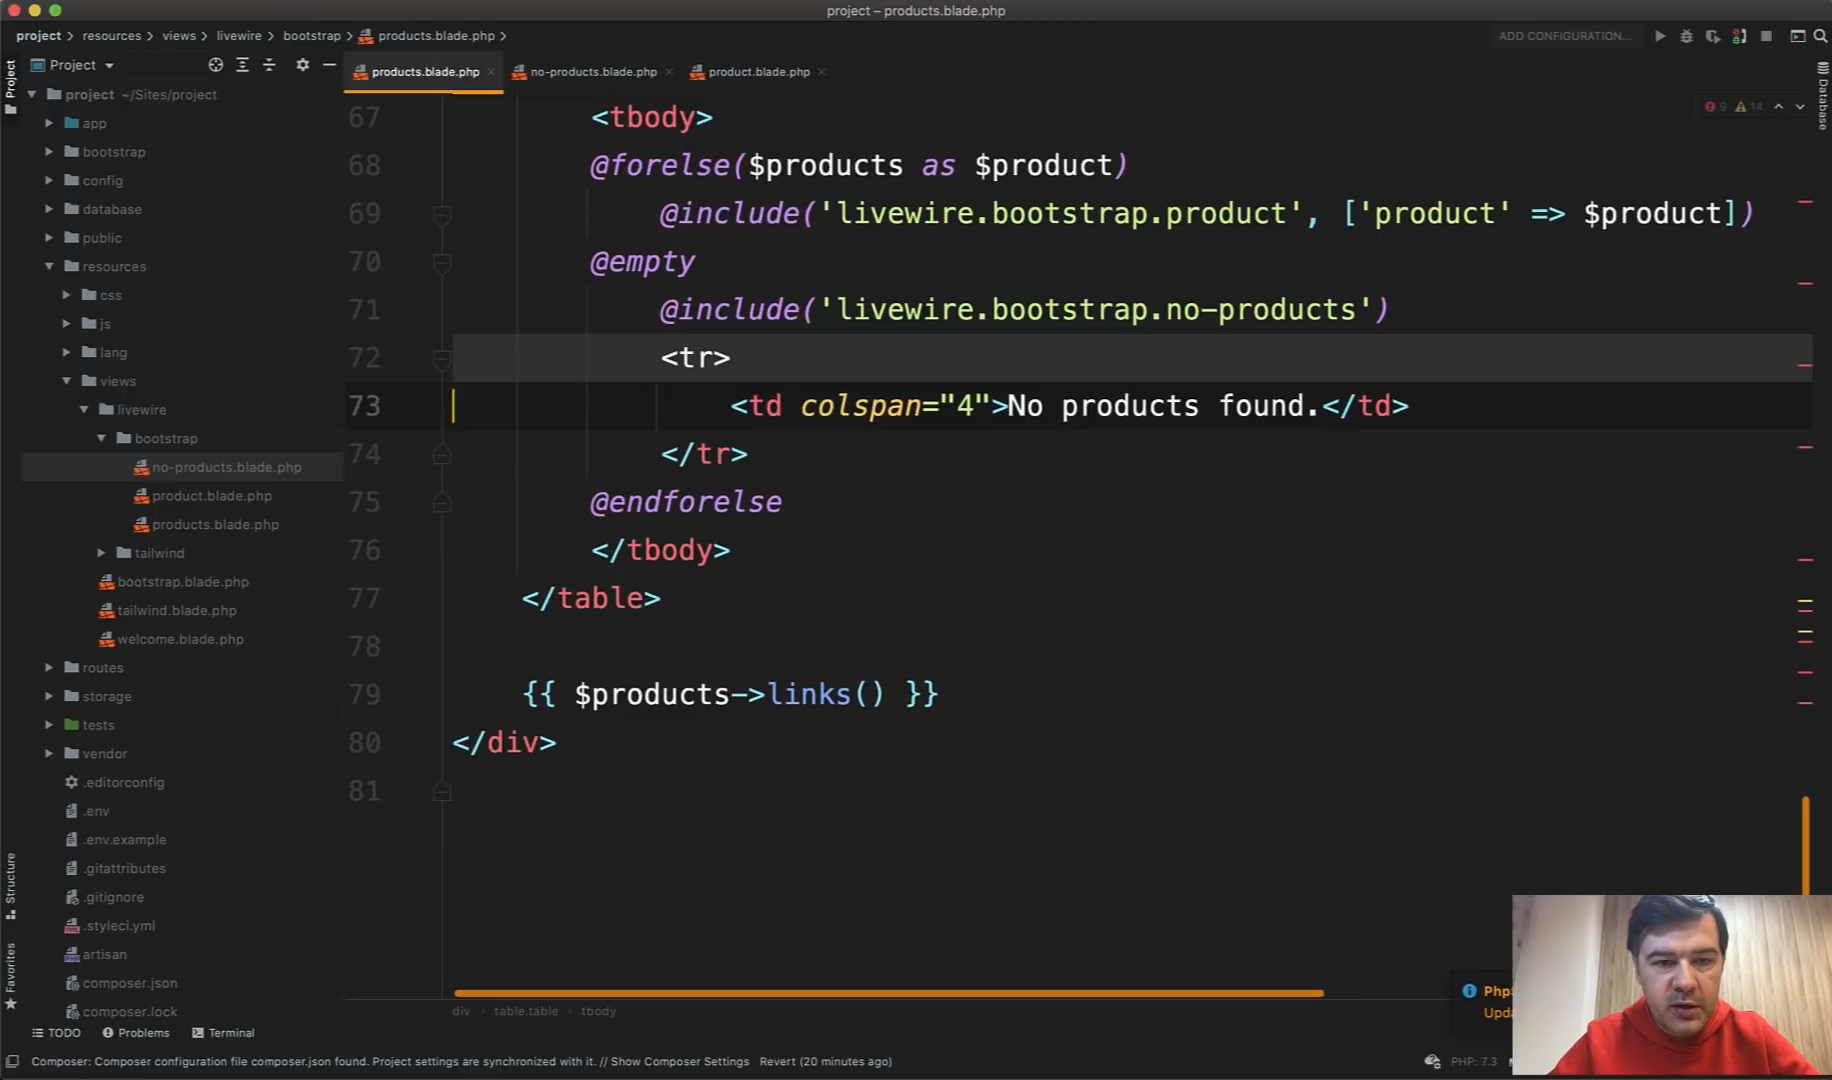 project – products.blade.php
project > resources > views > livewire > bootstrap > products.blade.php >
ADD CONFIGURATION...
Project
Project
products.blade.php
no-products.blade.php
product.blade.php
Database
9 14
project ~/Sites/project
app
bootstrap
config
database
public
resources
css
js
lang
views
livewire
bootstrap
no-products.blade.php
product.blade.php
products.blade.php
tailwind
bootstrap.blade.php
tailwind.blade.php
welcome.blade.php
routes
storage
tests
vendor
.editorconfig
.env
.env.example
.gitattributes
.gitignore
.styleci.yml
artisan
composer.json
composer.lock
Structure
Favorites
67 <tbody>
68 @forelse($products as $product)
69 @include('livewire.bootstrap.product', ['product' => $product])
70 @empty
71 @include('livewire.bootstrap.no-products')
72 <tr>
73 <td colspan="4">No products found.</td>
74 </tr>
75 @endforelse
76 </tbody>
77 </table>
78
79 {{ $products->links() }}
80 </div>
81
div > table.table > tbody
TODO
Problems
Terminal
Composer: Composer configuration file composer.json found. Project settings are synchronized with it. // Show Composer Settings Revert (20 minutes ago)
PHP: 7.3